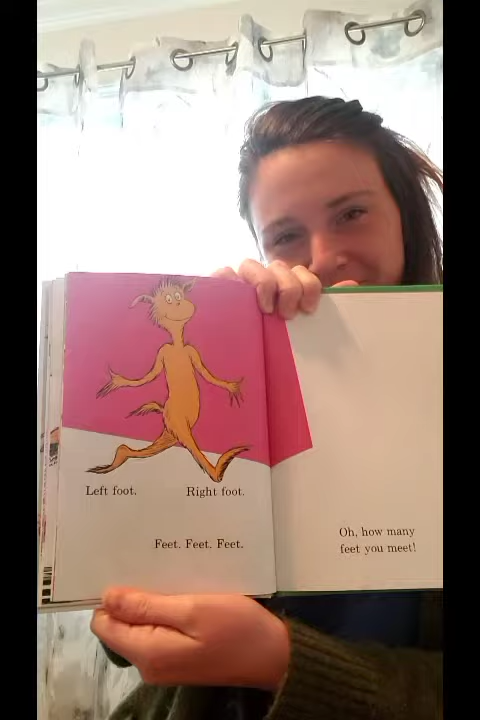 Left foot. Right foot.
Feet. Feet. Feet.
Oh, how many
feet you meet!